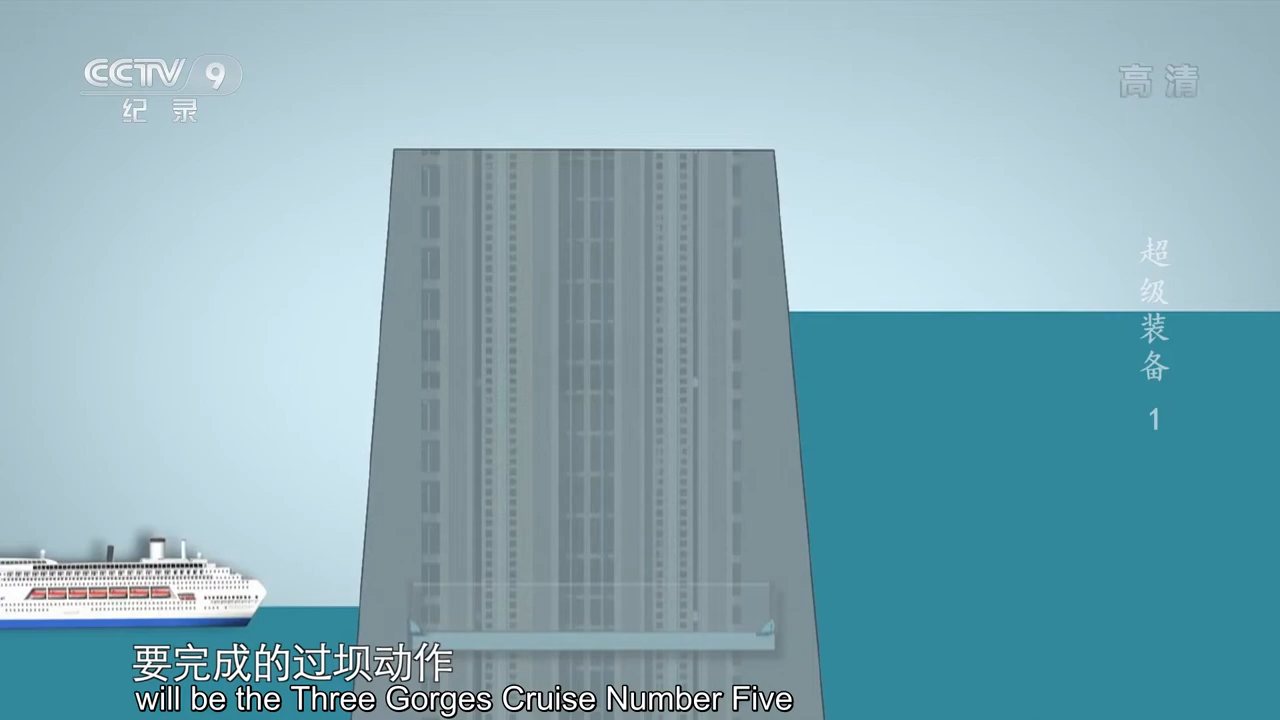 CCTV 9
纪录
高清
超级装备 1
要完成的过坝动作
will be the Three Gorges Cruise Number Five